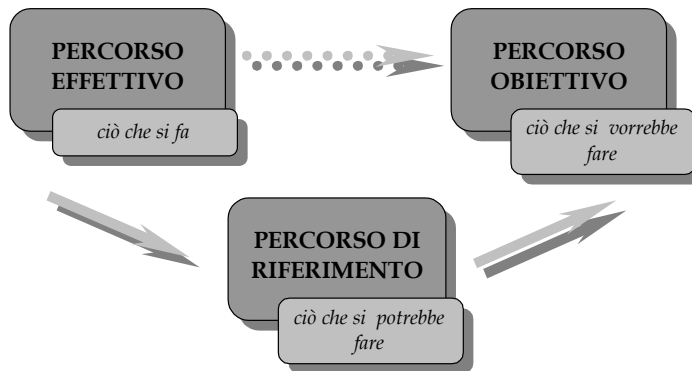 PERCORSO
EFFETTIVO
ciò che si fa
PERCORSO
OBIETTIVO
ciò che si vorrebbe
fare
PERCORSO DI
RIFERIMENTO
ciò che si potrebbe
fare